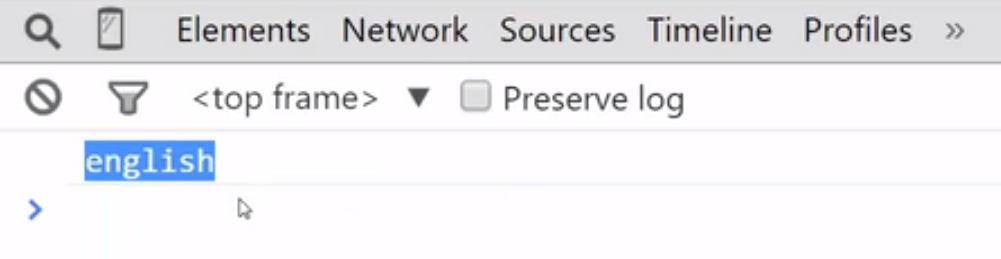 Elements Network Sources Timeline Profiles »
<top frame> ▼ Preserve log
english
>